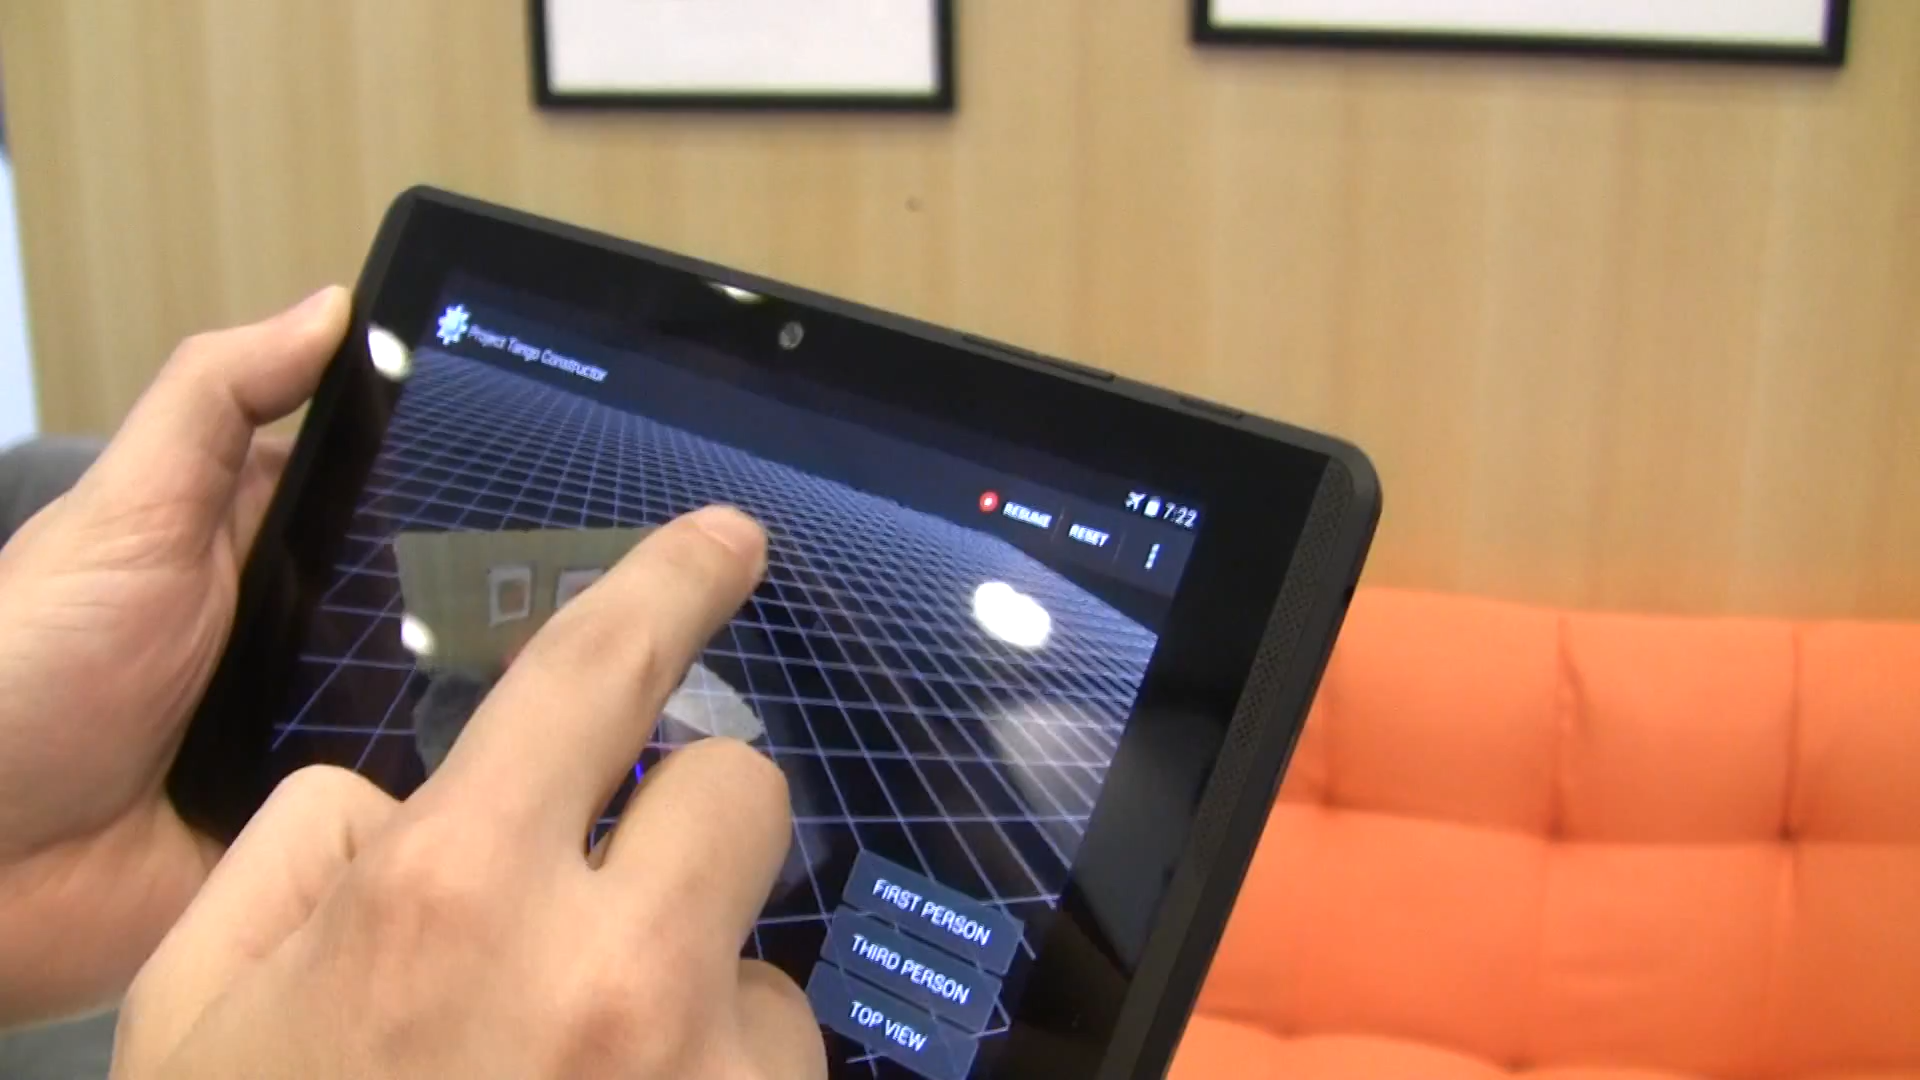 Project Tango Constructor
7:22
RESUME
RESET
FIRST PERSON
THIRD PERSON
TOP VIEW